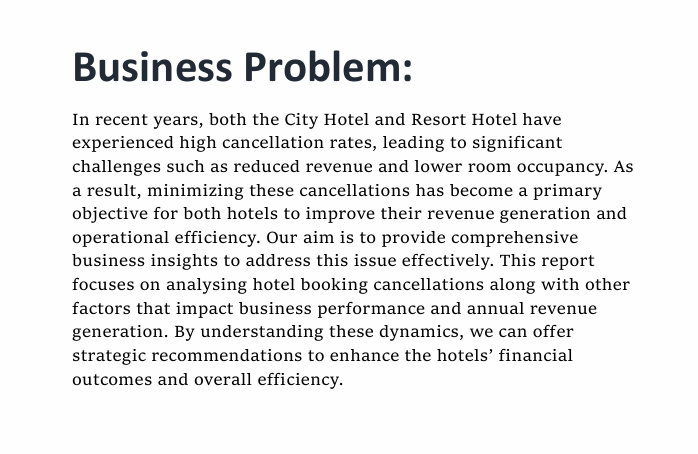 Business Problem:
In recent years, both the City Hotel and Resort Hotel have
experienced high cancellation rates, leading to significant
challenges such as reduced revenue and lower room occupancy. As
a result, minimizing these cancellations has become a primary
objective for both hotels to improve their revenue generation and
operational efficiency. Our aim is to provide comprehensive
business insights to address this issue effectively. This report
focuses on analysing hotel booking cancellations along with other
factors that impact business performance and annual revenue
generation. By understanding these dynamics, we can offer
strategic recommendations to enhance the hotels’ financial
outcomes and overall efficiency.